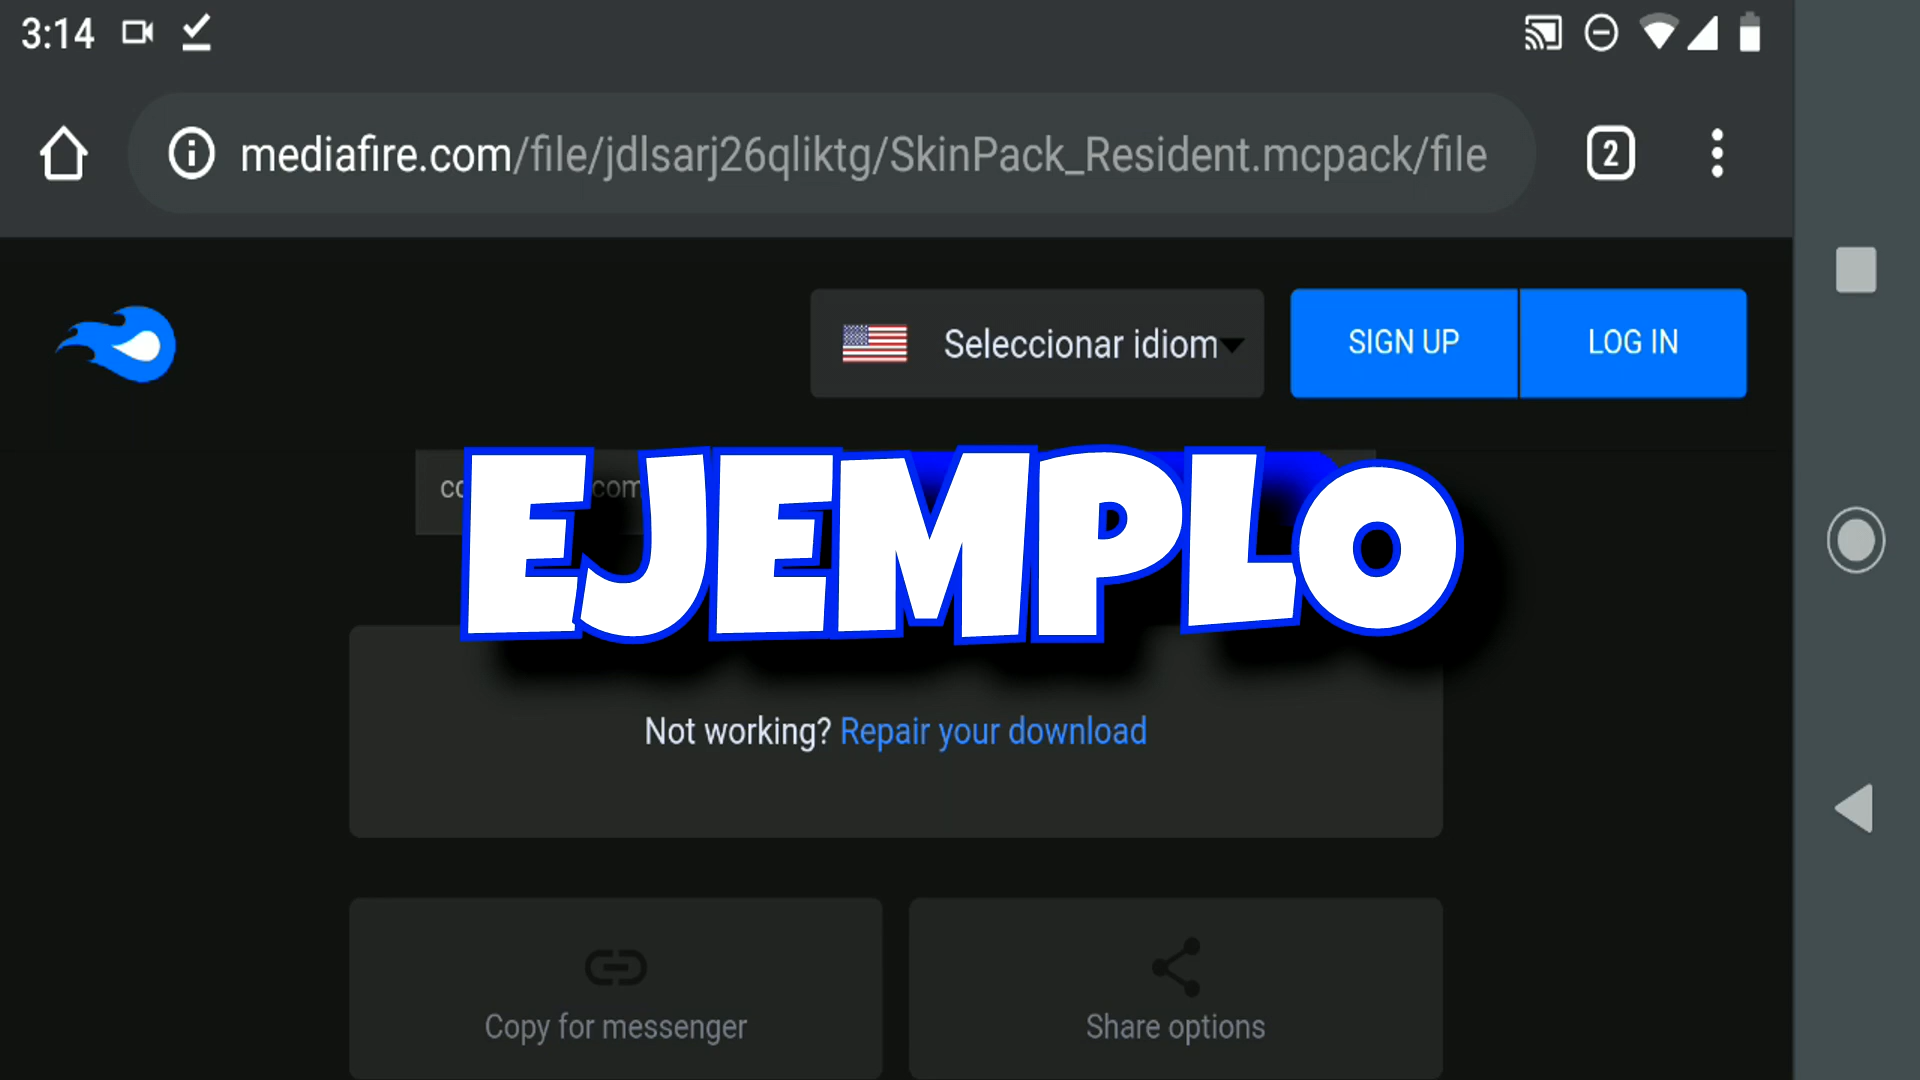 3:14
mediafire.com/file/jdlsarj26qliktg/SkinPack_Resident.mcpack/file
2
Seleccionar idiom
SIGN UP
LOG IN
EJEMPLO
Not working? Repair your download
Copy for messenger
Share options